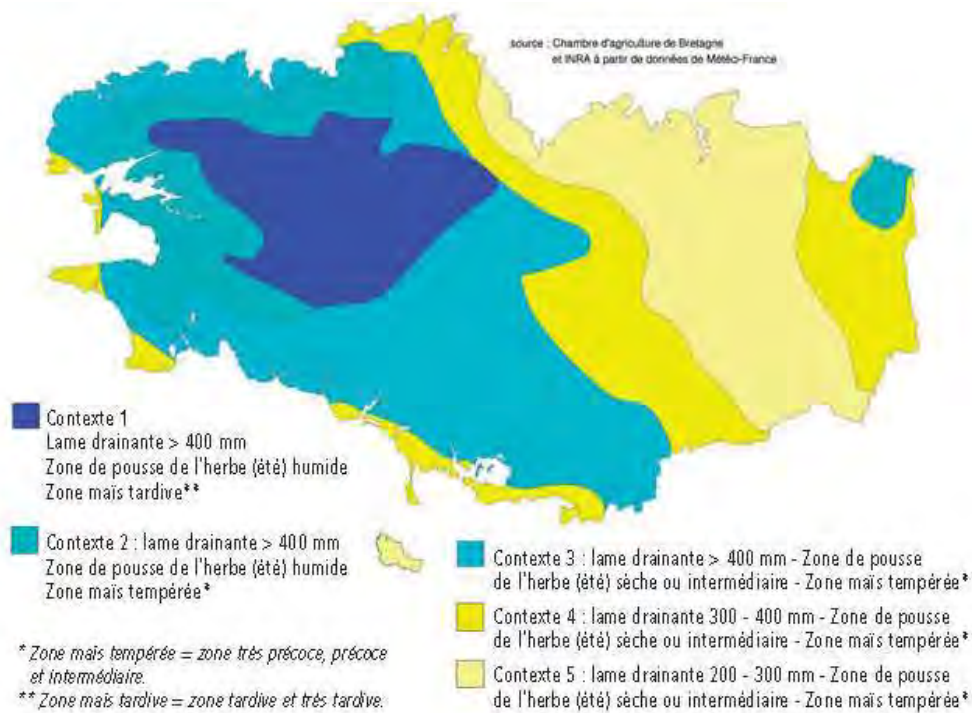 source : Chambre d'agriculture de Bretagne
et INRA à partir de données de Météo-France
Contexte 1
Lame drainante > 400 mm
Zone de pousse de l'herbe (été) humide
Zone maïs tardive**
Contexte 2 : lame drainante > 400 mm
Zone de pousse de l'herbe (été) humide
Zone maïs tempérée*
* Zone maïs tempérée = zone très précoce, précoce
et intermédiaire.
** Zone maïs tardive = zone tardive et très tardive.
Contexte 3 : lame drainante > 400 mm - Zone de pousse
de l'herbe (été) sèche ou intermédiaire - Zone maïs tempérée*
Contexte 4 : lame drainante 300 - 400 mm - Zone de pousse
de l'herbe (été) sèche ou intermédiaire - Zone maïs tempérée*
Contexte 5 : lame drainante 200 - 300 mm - Zone de pousse
de l'herbe (été) sèche ou intermédiaire - Zone maïs tempérée*